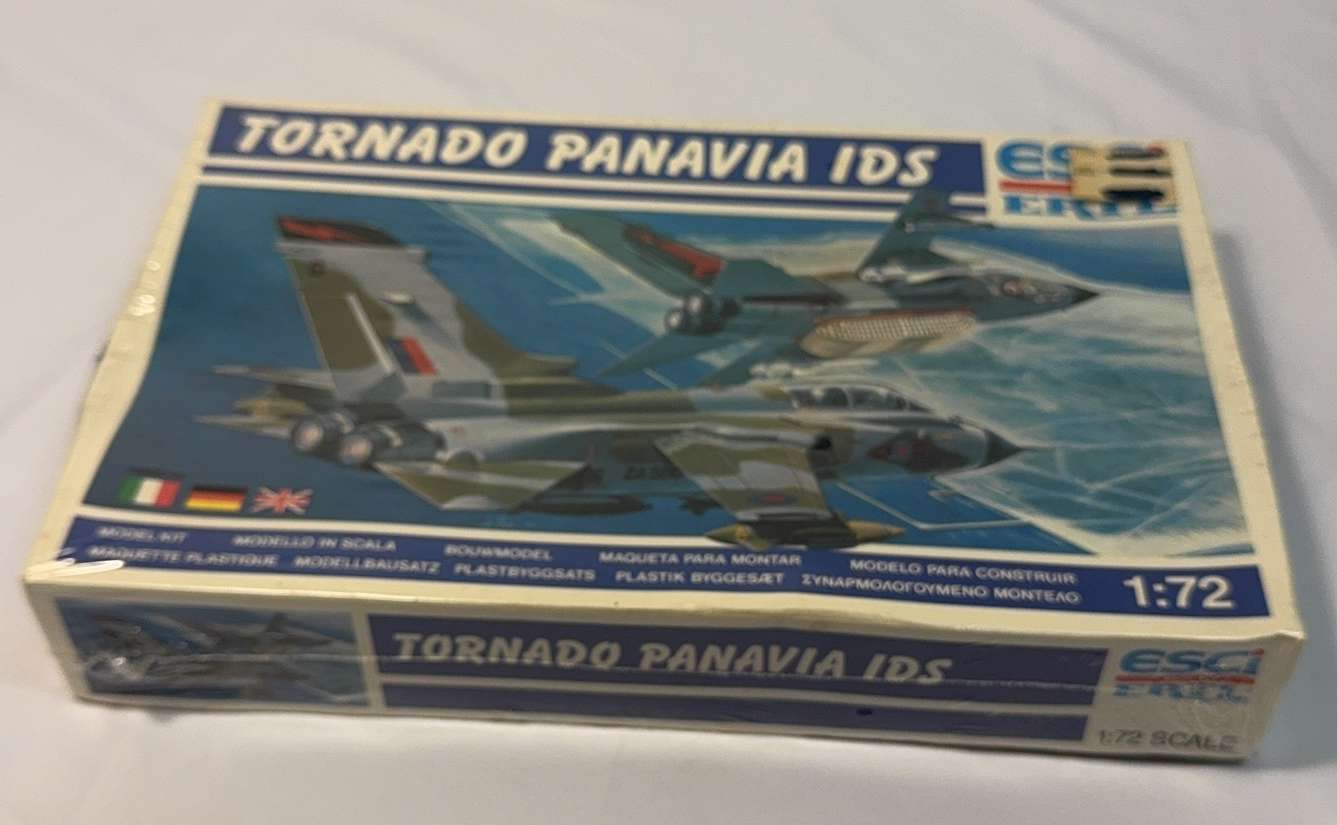 TORNADO PANAVIA IDS
MODEL KIT MODELLO IN SCALA BOUWMODEL MAQUETA PARA MONTAR MODELO PARA CONSTRUIR
MAQUETTE PLASTIQUE MODELLBAUSATZ PLASTBYGGSATS PLASTIK BYGGESÆT ΣΥΝΑΡΜΟΛΟΓΟΥΜΕΝΟ ΜΟΝΤΕΛΟ
1:72
TORNADO PANAVIA IDS
ESCI
ERTL
1:72 SCALE